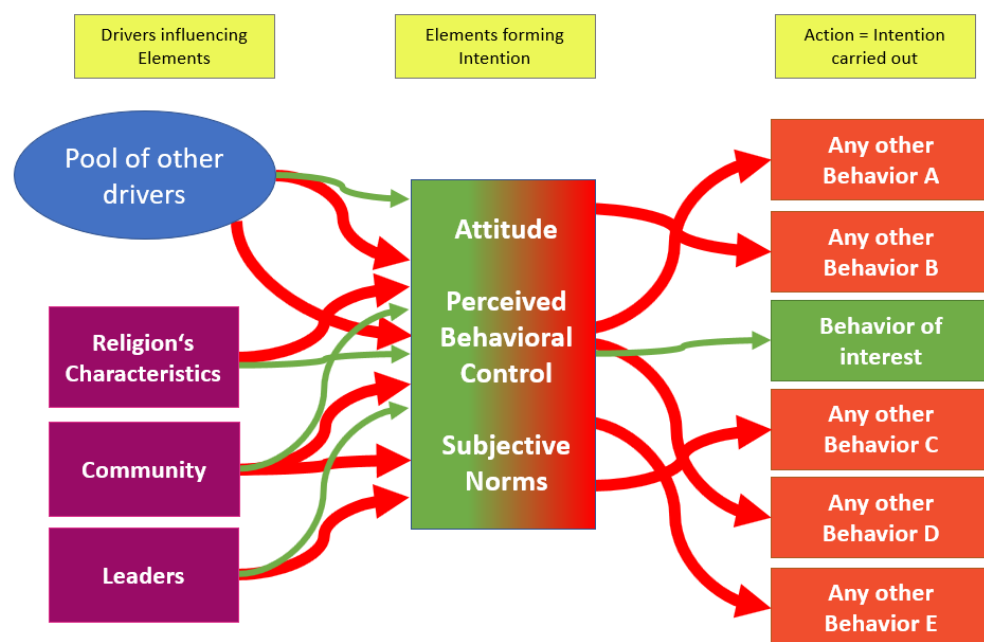 Drivers influencing
Elements
Elements forming
Intention
Action = Intention
carried out
Pool of other
drivers
Religion‘s
Characteristics
Community
Leaders
Attitude
Perceived
Behavioral
Control
Subjective
Norms
Any other
Behavior A
Any other
Behavior B
Behavior of
interest
Any other
Behavior C
Any other
Behavior D
Any other
Behavior E